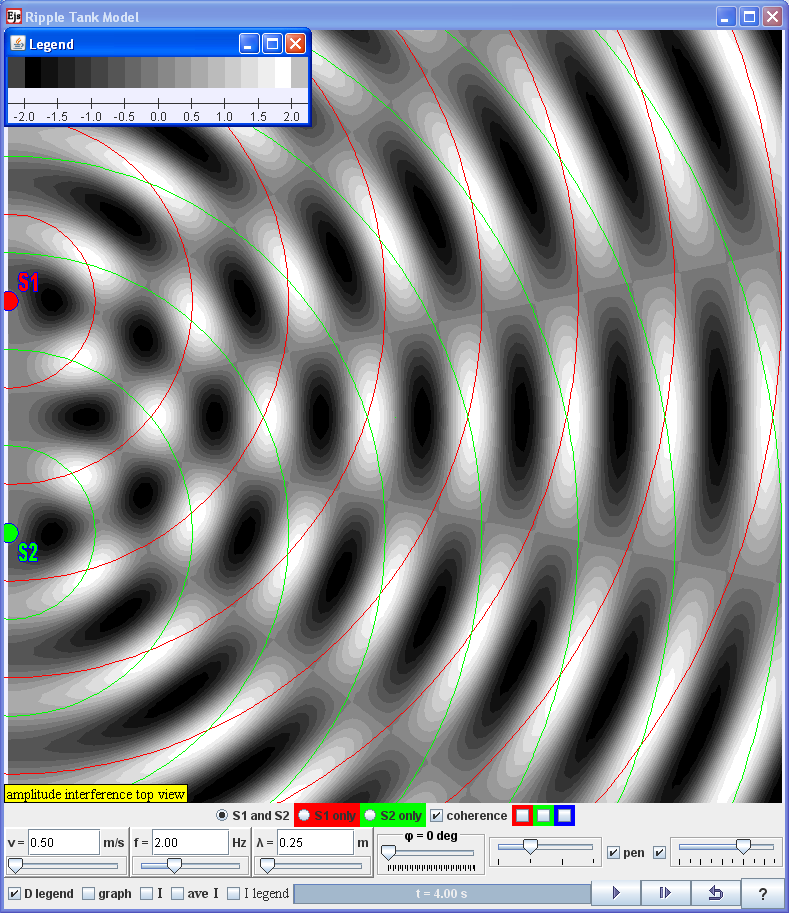 Ejs Ripple Tank Model
Legend
-2.0 -1.5 -1.0 -0.5 0.0 0.5 1.0 1.5 2.0
S1
S2
amplitude interference top view
S1 and S2 S1 only S2 only coherence
v = 0.50 m/s f = 2.00 Hz λ = 0.25 m φ = 0 deg pen
D legend graph I ave I I legend t = 4.00 s ?